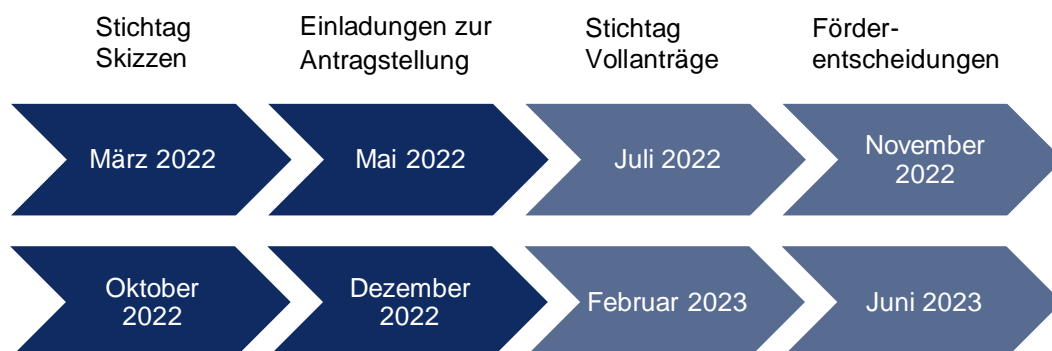 Stichtag
Skizzen
Einladungen zur
Antragstellung
Stichtag
Vollanträge
Förder-
entscheidungen
März 2022
Mai 2022
Juli 2022
November
2022
Oktober
2022
Dezember
2022
Februar 2023
Juni 2023